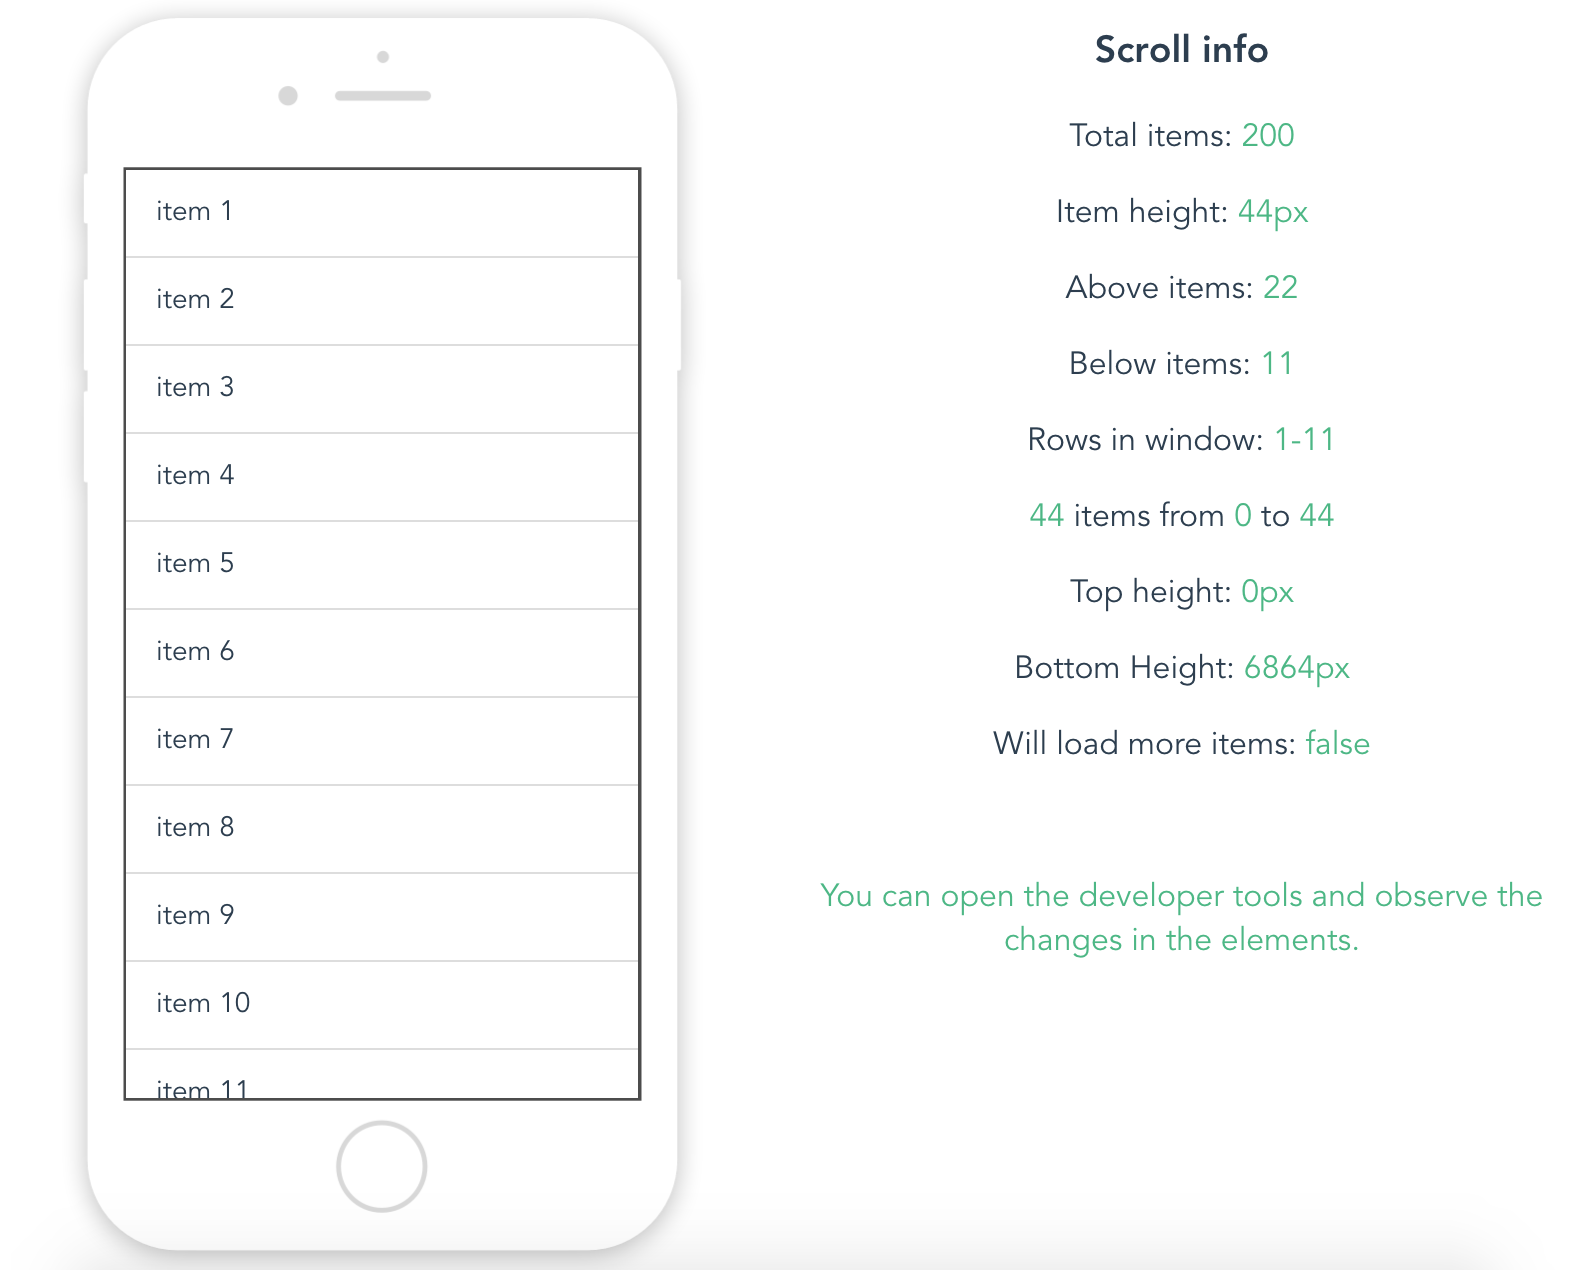 item 1
item 2
item 3
item 4
item 5
item 6
item 7
item 8
item 9
item 10
item 11
Scroll info
Total items: 200
Item height: 44px
Above items: 22
Below items: 11
Rows in window: 1-11
44 items from 0 to 44
Top height: 0px
Bottom Height: 6864px
Will load more items: false
You can open the developer tools and observe the
changes in the elements.